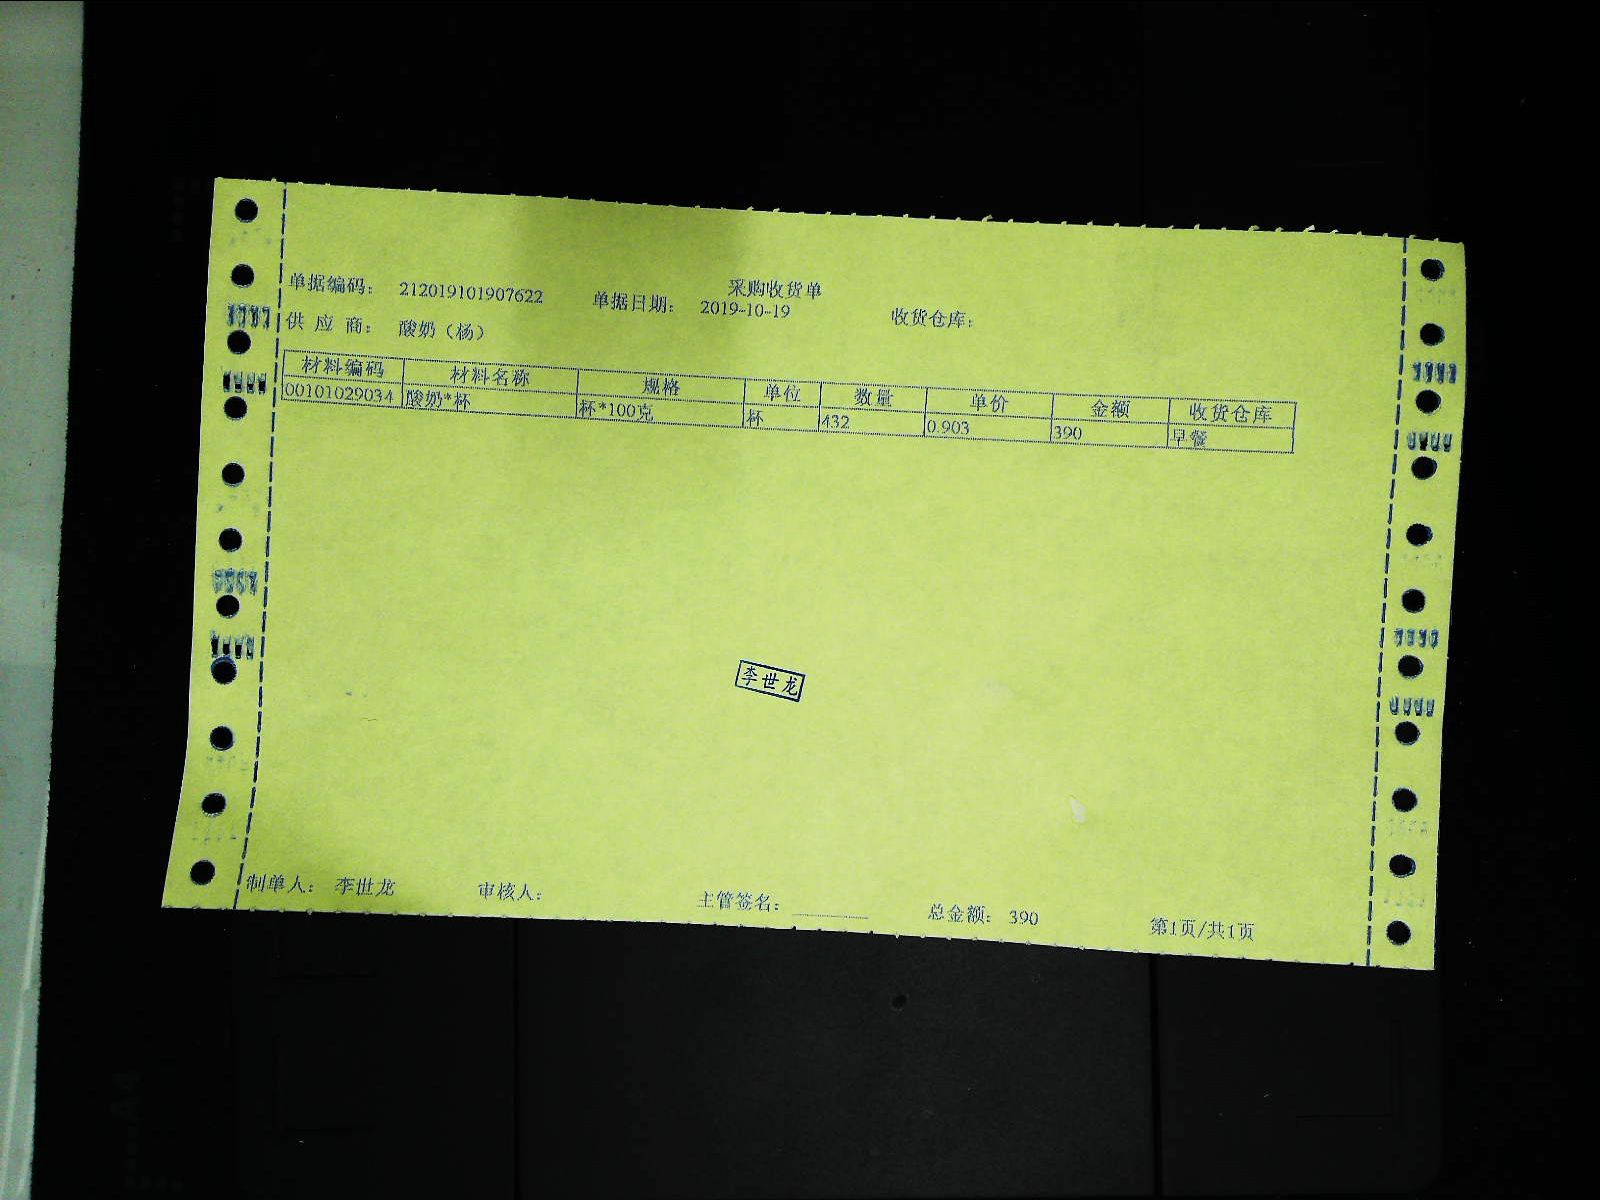 采购收货单
单据编码： 212019101907622 单据日期： 2019-10-19 收货仓库：
供 应 商： 酸奶（杨）
材料编码 材料名称 规格 单位 数量 单价 金额 收货仓库
00101029034 酸奶*杯 杯*100克 杯 432 0.903 390 早餐
李世龙
制单人： 李世龙 审核人： 主管签名： 总金额： 390 第1页/共1页